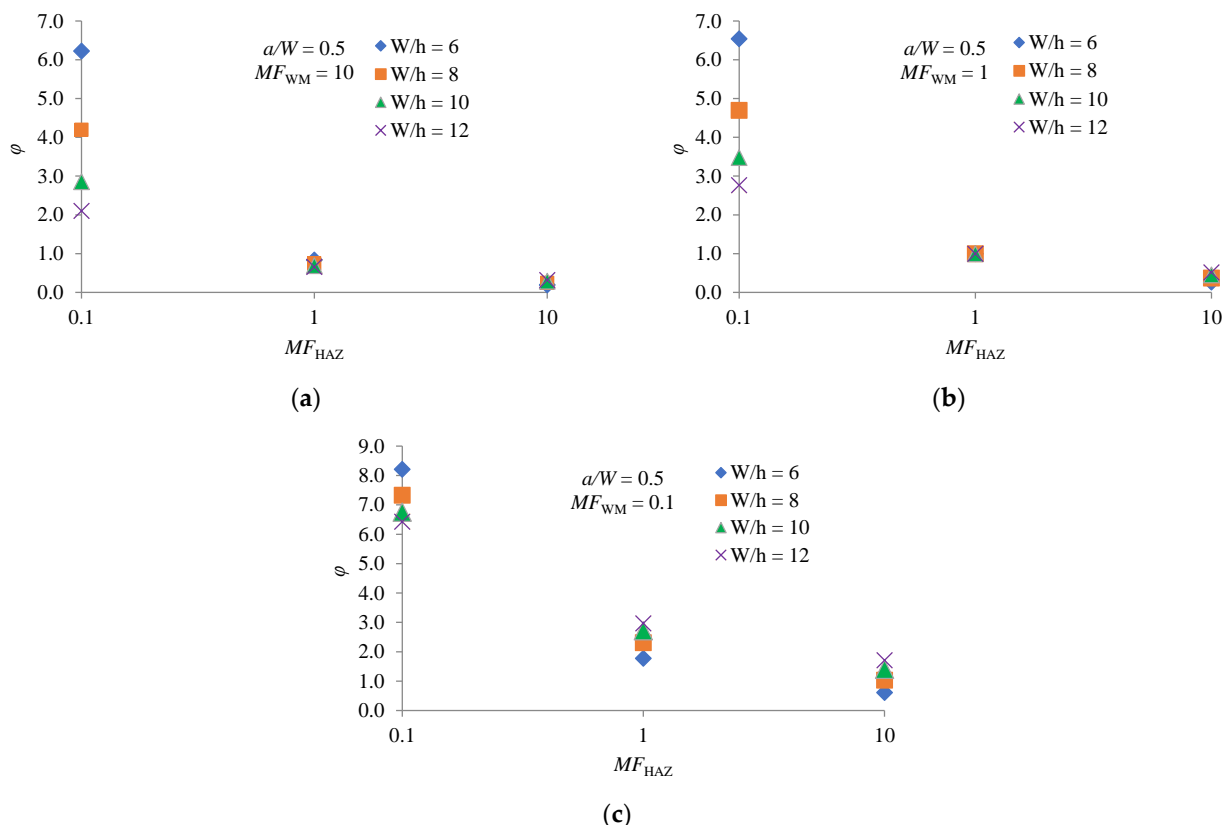 7.0
6.0
5.0
4.0
3.0
2.0
1.0
0.0
φ
a/W = 0.5
MF_WM = 10
W/h = 6
W/h = 8
W/h = 10
W/h = 12
0.1
1
10
MF_HAZ
(a)
7.0
6.0
5.0
4.0
3.0
2.0
1.0
0.0
φ
a/W = 0.5
MF_WM = 1
W/h = 6
W/h = 8
W/h = 10
W/h = 12
0.1
1
10
MF_HAZ
(b)
9.0
8.0
7.0
6.0
5.0
4.0
3.0
2.0
1.0
0.0
φ
a/W = 0.5
MF_WM = 0.1
W/h = 6
W/h = 8
W/h = 10
W/h = 12
0.1
1
10
MF_HAZ
(c)